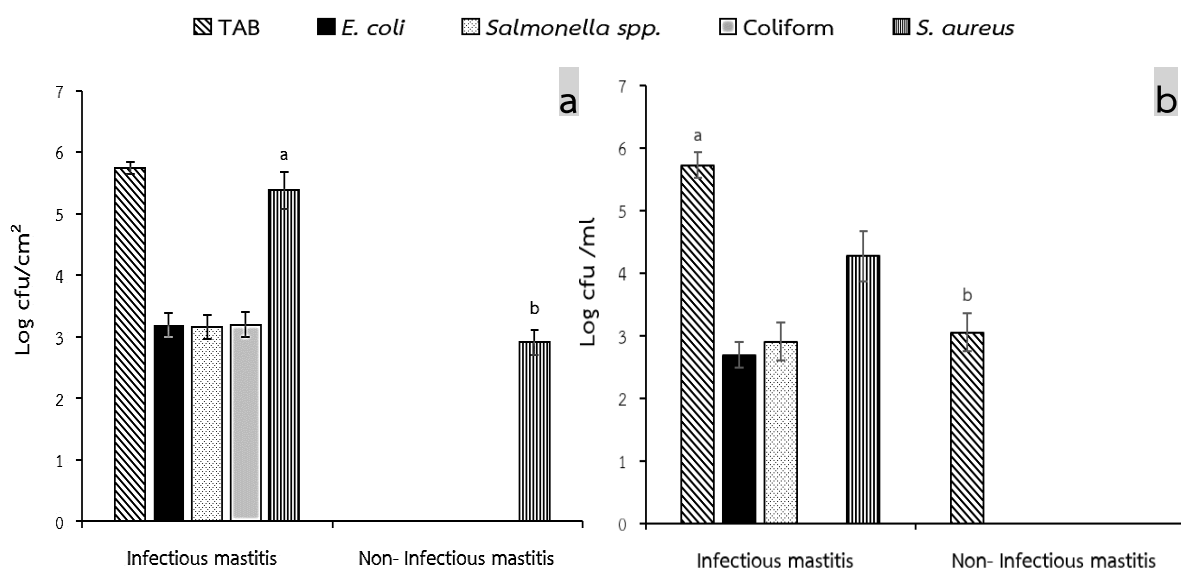 TAB E. coli Salmonella spp. Coliform S. aureus
a
7
6
5
4
3
2
1
0
Log cfu/cm²
a
b
Infectious mastitis Non- Infectious mastitis
b
7
6
5
4
3
2
1
0
Log cfu /ml
a
b
Infectious mastitis Non- Infectious mastitis